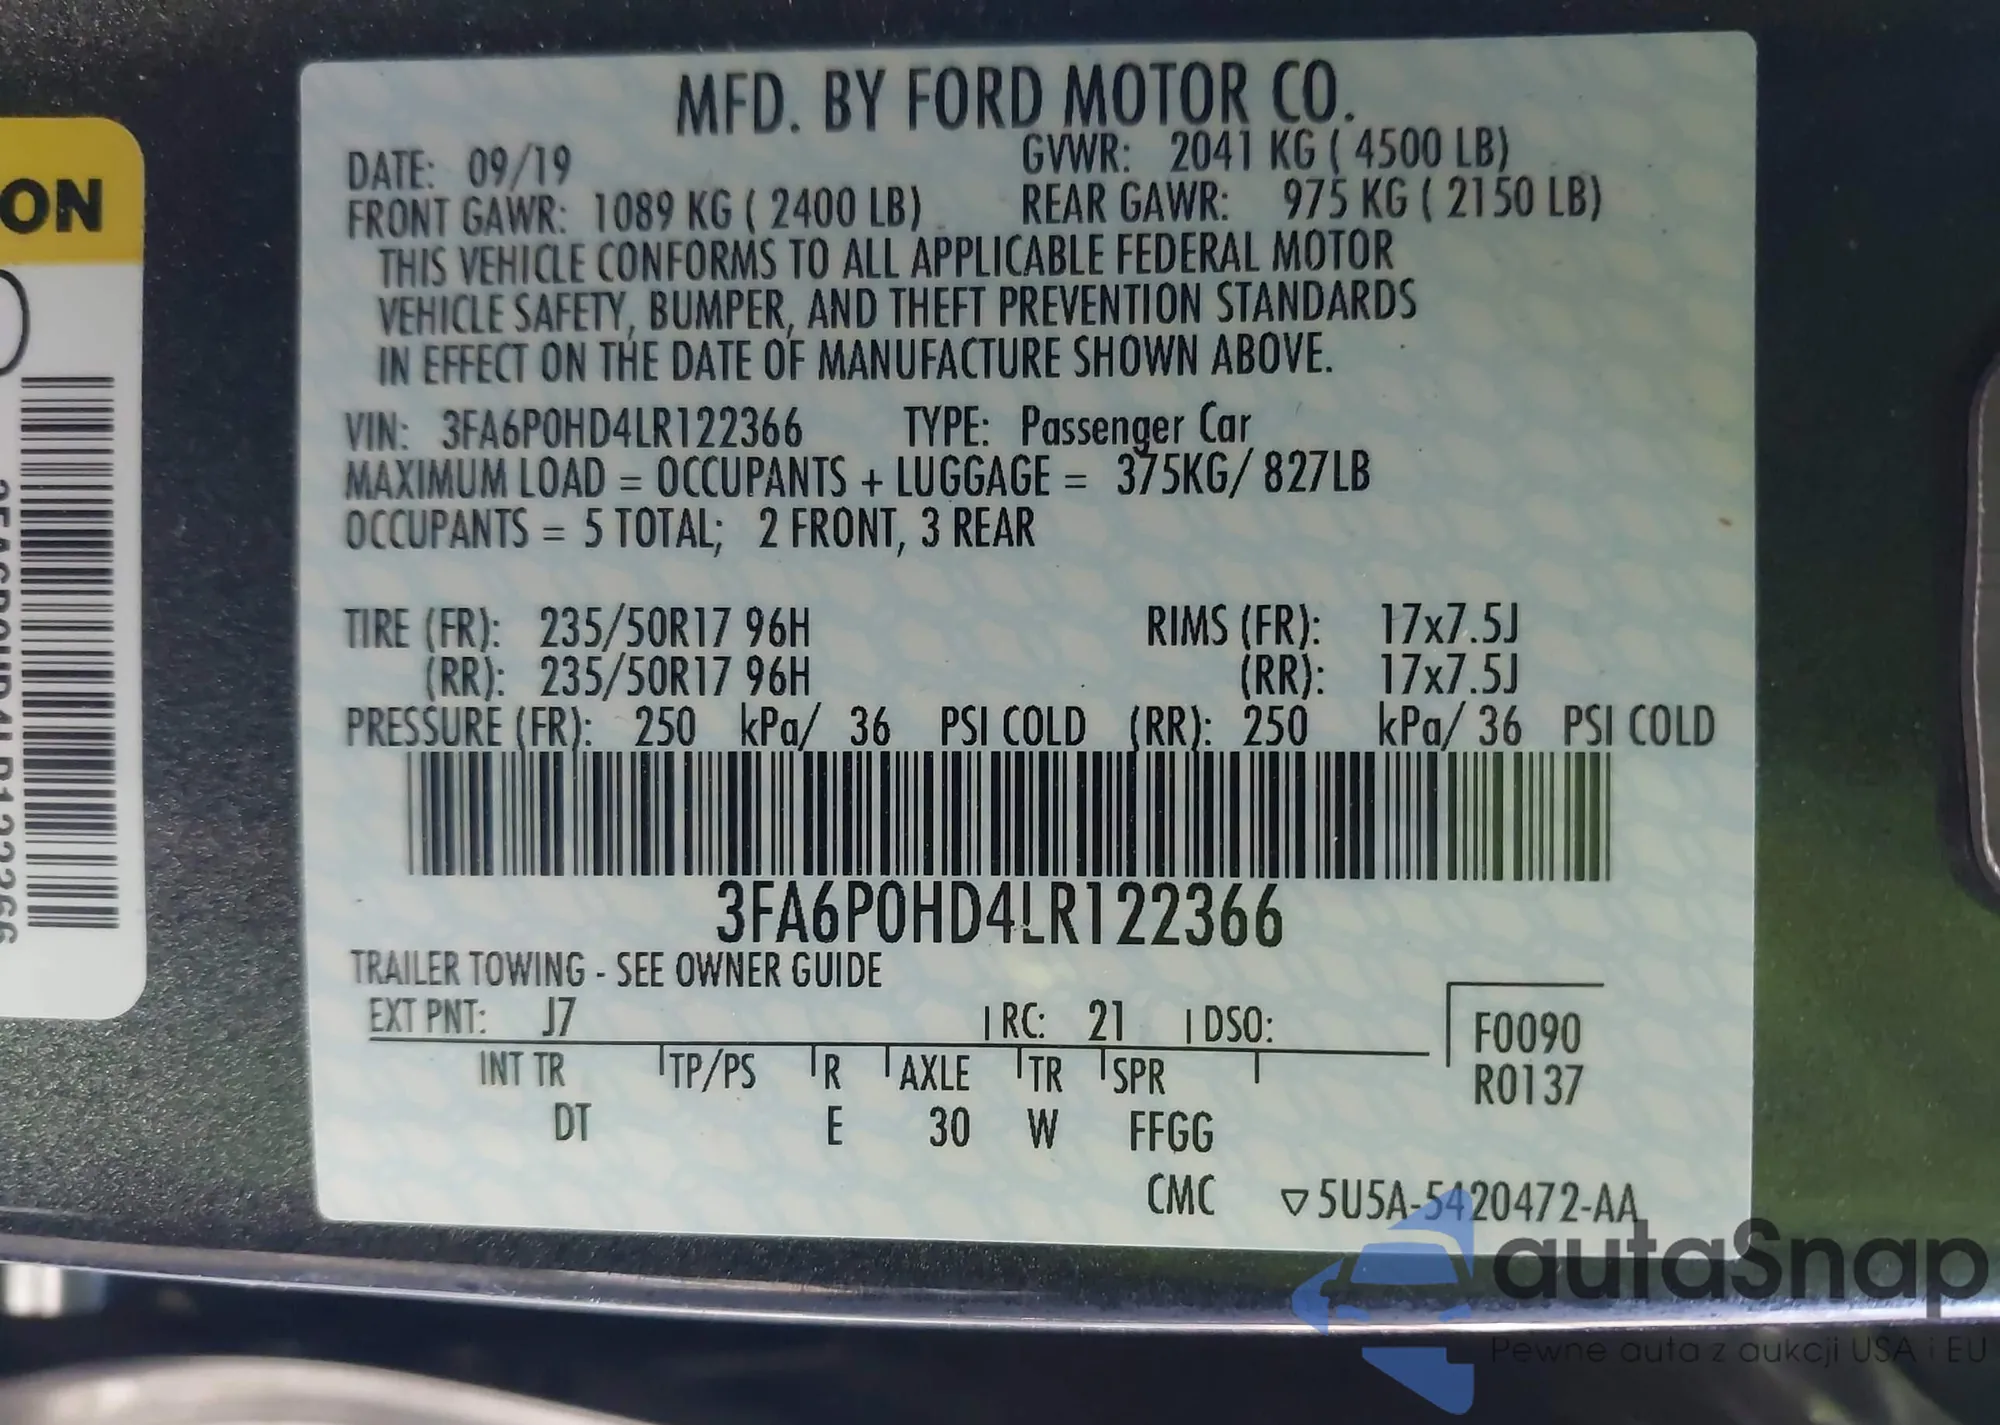 ON
3FA6P0HD4LR122366
MFD. BY FORD MOTOR CO.
DATE: 09/19 GVWR: 2041 KG ( 4500 LB)
FRONT GAWR: 1089 KG ( 2400 LB) REAR GAWR: 975 KG ( 2150 LB)
THIS VEHICLE CONFORMS TO ALL APPLICABLE FEDERAL MOTOR
VEHICLE SAFETY, BUMPER, AND THEFT PREVENTION STANDARDS
IN EFFECT ON THE DATE OF MANUFACTURE SHOWN ABOVE.
VIN: 3FA6P0HD4LR122366 TYPE: Passenger Car
MAXIMUM LOAD = OCCUPANTS + LUGGAGE = 375KG/ 827LB
OCCUPANTS = 5 TOTAL; 2 FRONT, 3 REAR
TIRE (FR): 235/50R17 96H RIMS (FR): 17x7.5J
(RR): 235/50R17 96H (RR): 17x7.5J
PRESSURE (FR): 250 kPa/ 36 PSI COLD (RR): 250 kPa/ 36 PSI COLD
3FA6P0HD4LR122366
TRAILER TOWING - SEE OWNER GUIDE
EXT PNT: J7 RC: 21 DSO: F0090
INT TR TP/PS R AXLE TR SPR R0137
DT E 30 W FFGG
CMC ▽5U5A-5420472-AA
autaSnap
Pewne auta z aukcji USA i EU